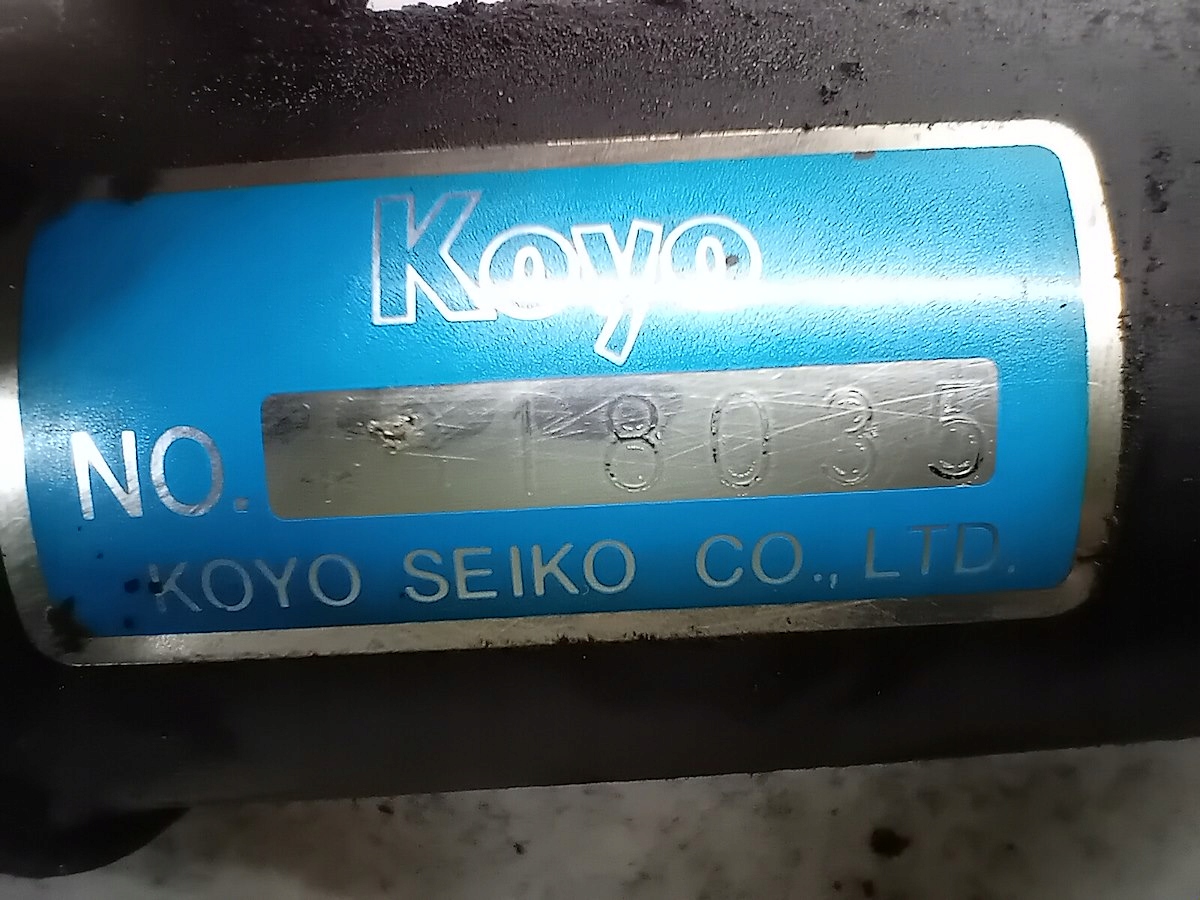 Koyo
NO. 18035
KOYO SEIKO CO., LTD.